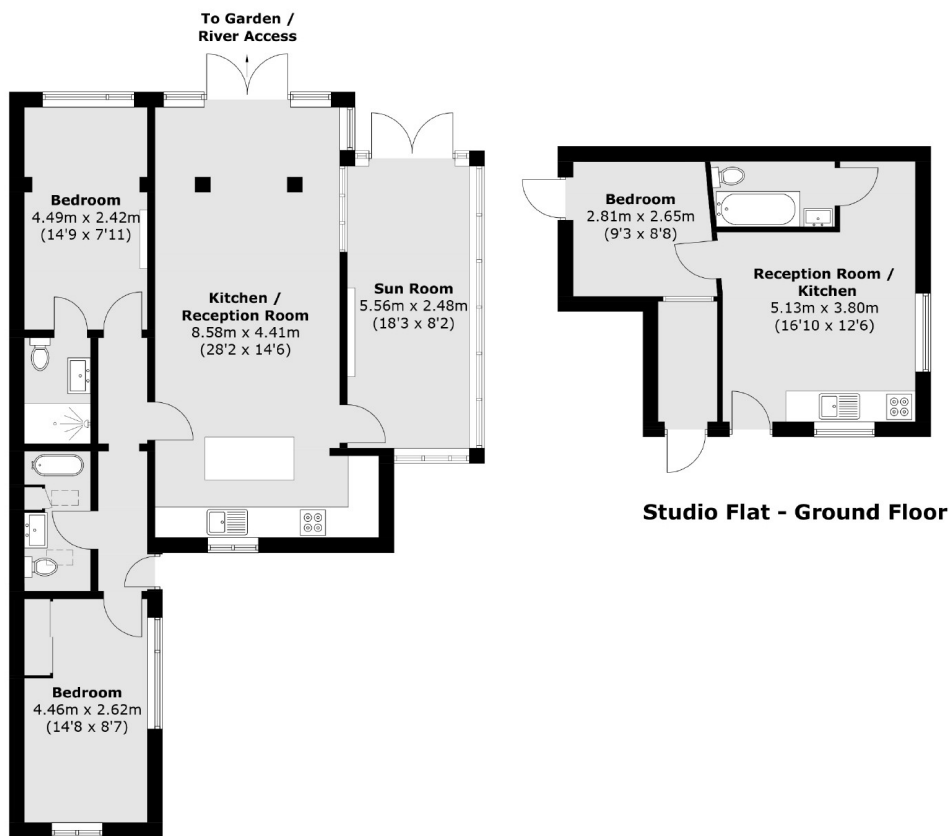 To Garden /
River Access
Bedroom
4.49m x 2.42m
(14'9 x 7'11)
Kitchen /
Reception Room
8.58m x 4.41m
(28'2 x 14'6)
Sun Room
5.56m x 2.48m
(18'3 x 8'2)
Bedroom
4.46m x 2.62m
(14'8 x 8'7)
Bedroom
2.81m x 2.65m
(9'3 x 8'8)
Reception Room /
Kitchen
5.13m x 3.80m
(16'10 x 12'6)
Studio Flat - Ground Floor